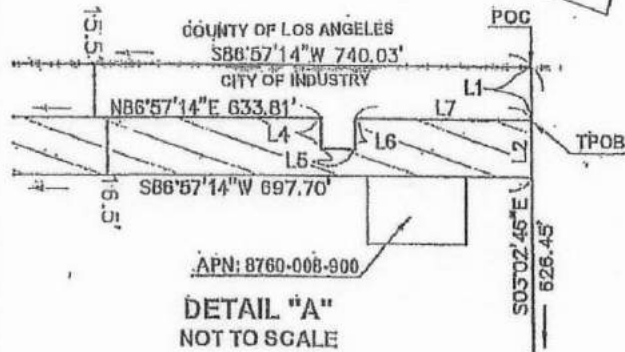 POC
COUNTY OF LOS ANGELES
S86°57'14"W 740.03'
CITY OF INDUSTRY
15.5'
L1
N86°57'14"E 633.81'
L7
L4
L6
L2
TPOB
L5
S86°57'14"W 697.70'
16.5'
S03°02'46"E
626.45'
APN: 8760-008-900
DETAIL "A"
NOT TO SCALE